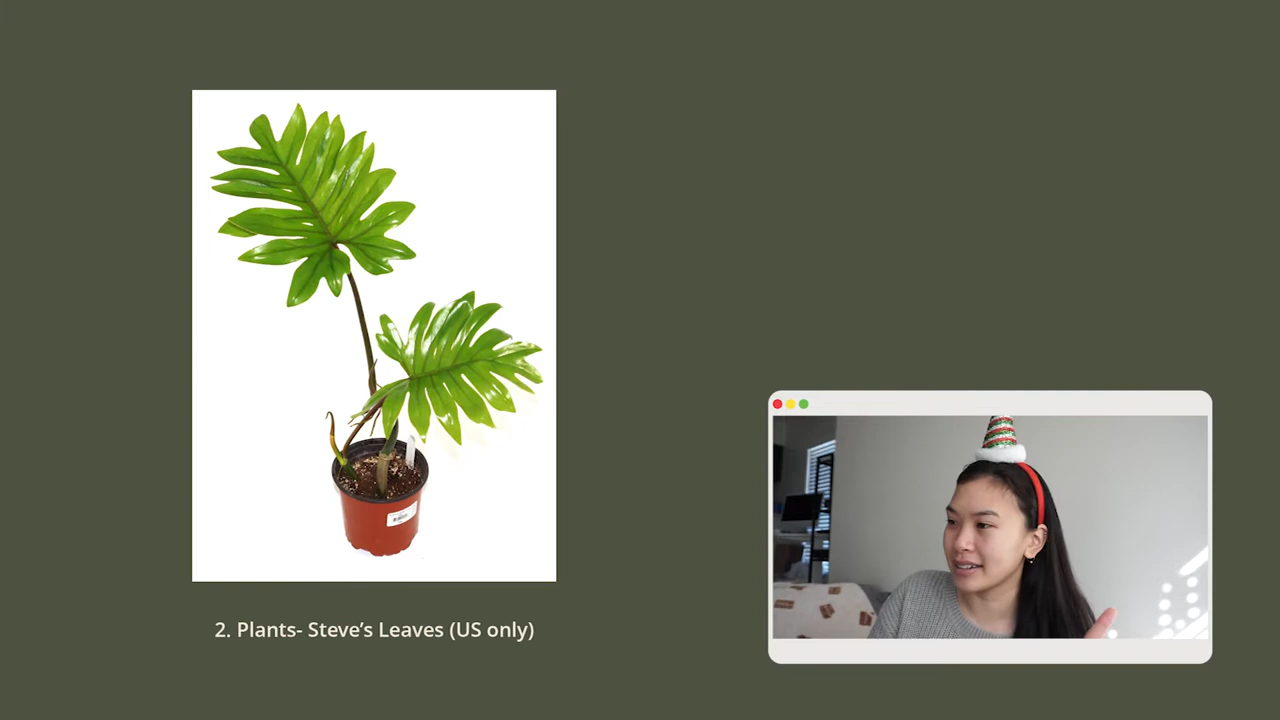 2. Plants- Steve’s Leaves (US only)